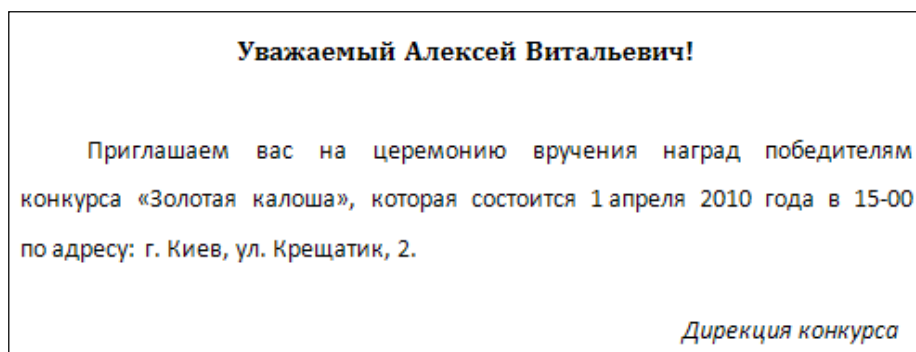 Уважаемый Алексей Витальевич!
Приглашаем вас на церемонию вручения наград победителям
конкурса «Золотая калоша», которая состоится 1 апреля 2010 года в 15-00
по адресу: г. Киев, ул. Крещатик, 2.
Дирекция конкурса